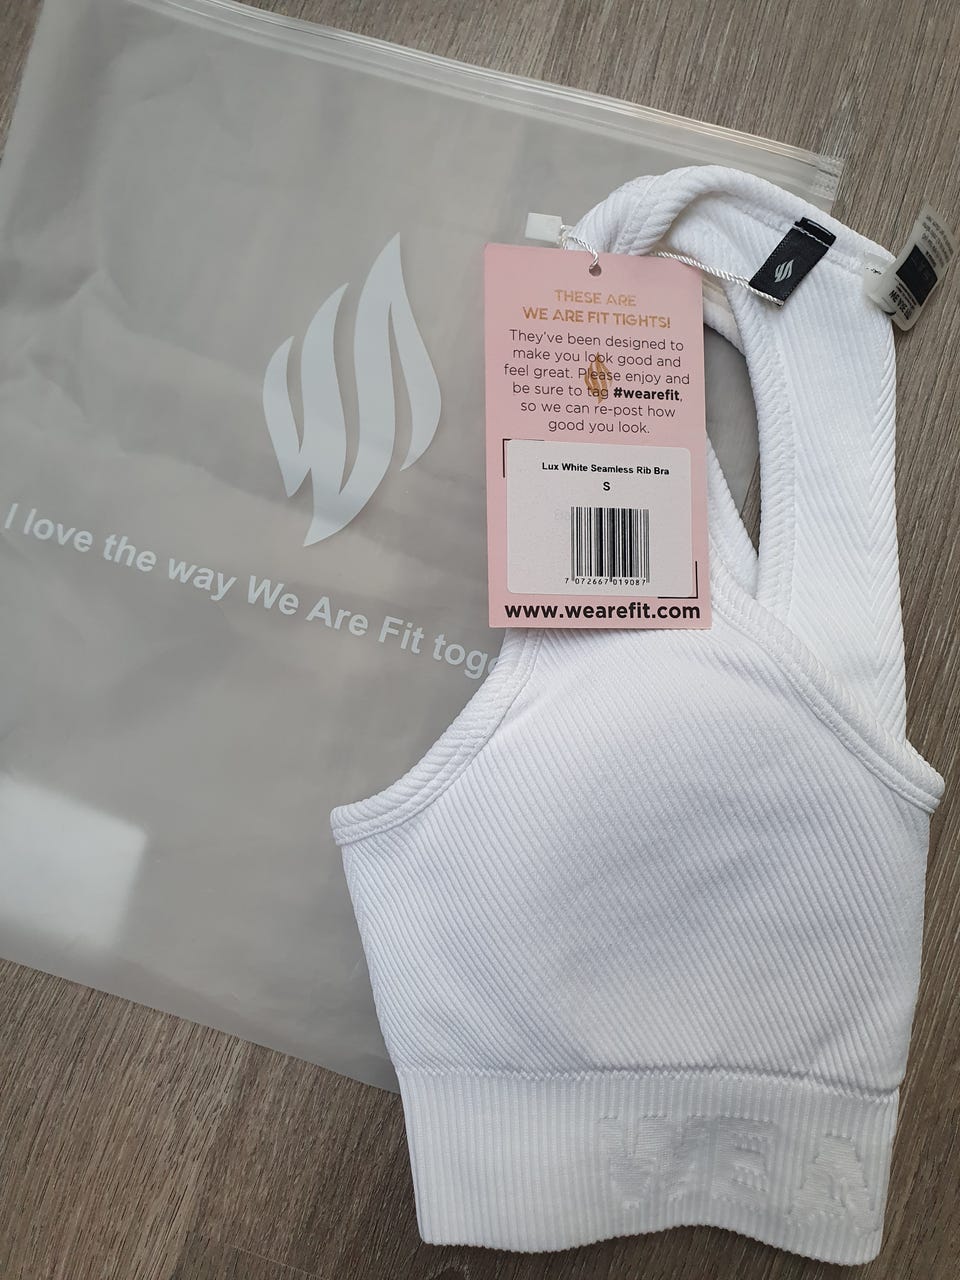 I love the way We Are Fit toge
THESE ARE
WE ARE FIT TIGHTS!
They've been designed to
make you look good and
feel great. Please enjoy and
be sure to tag #wearefit,
so we can re-post how
good you look.
Lux White Seamless Rib Bra
S
7 072667 019087
www.wearefit.com
WE A